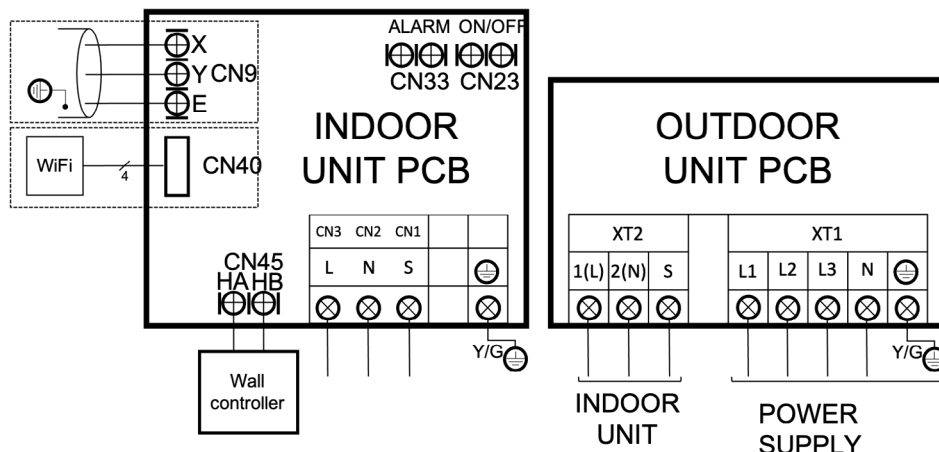 ALARM ON/OFF
CN33 CN23
X
Y CN9
E
WiFi
4
CN40
INDOOR
UNIT PCB
CN3 CN2 CN1
L N S
CN45
HA HB
Y/G
Wall
controller
OUTDOOR
UNIT PCB
XT2 XT1
1(L) 2(N) S L1 L2 L3 N
Y/G
INDOOR
UNIT
POWER
SUPPLY